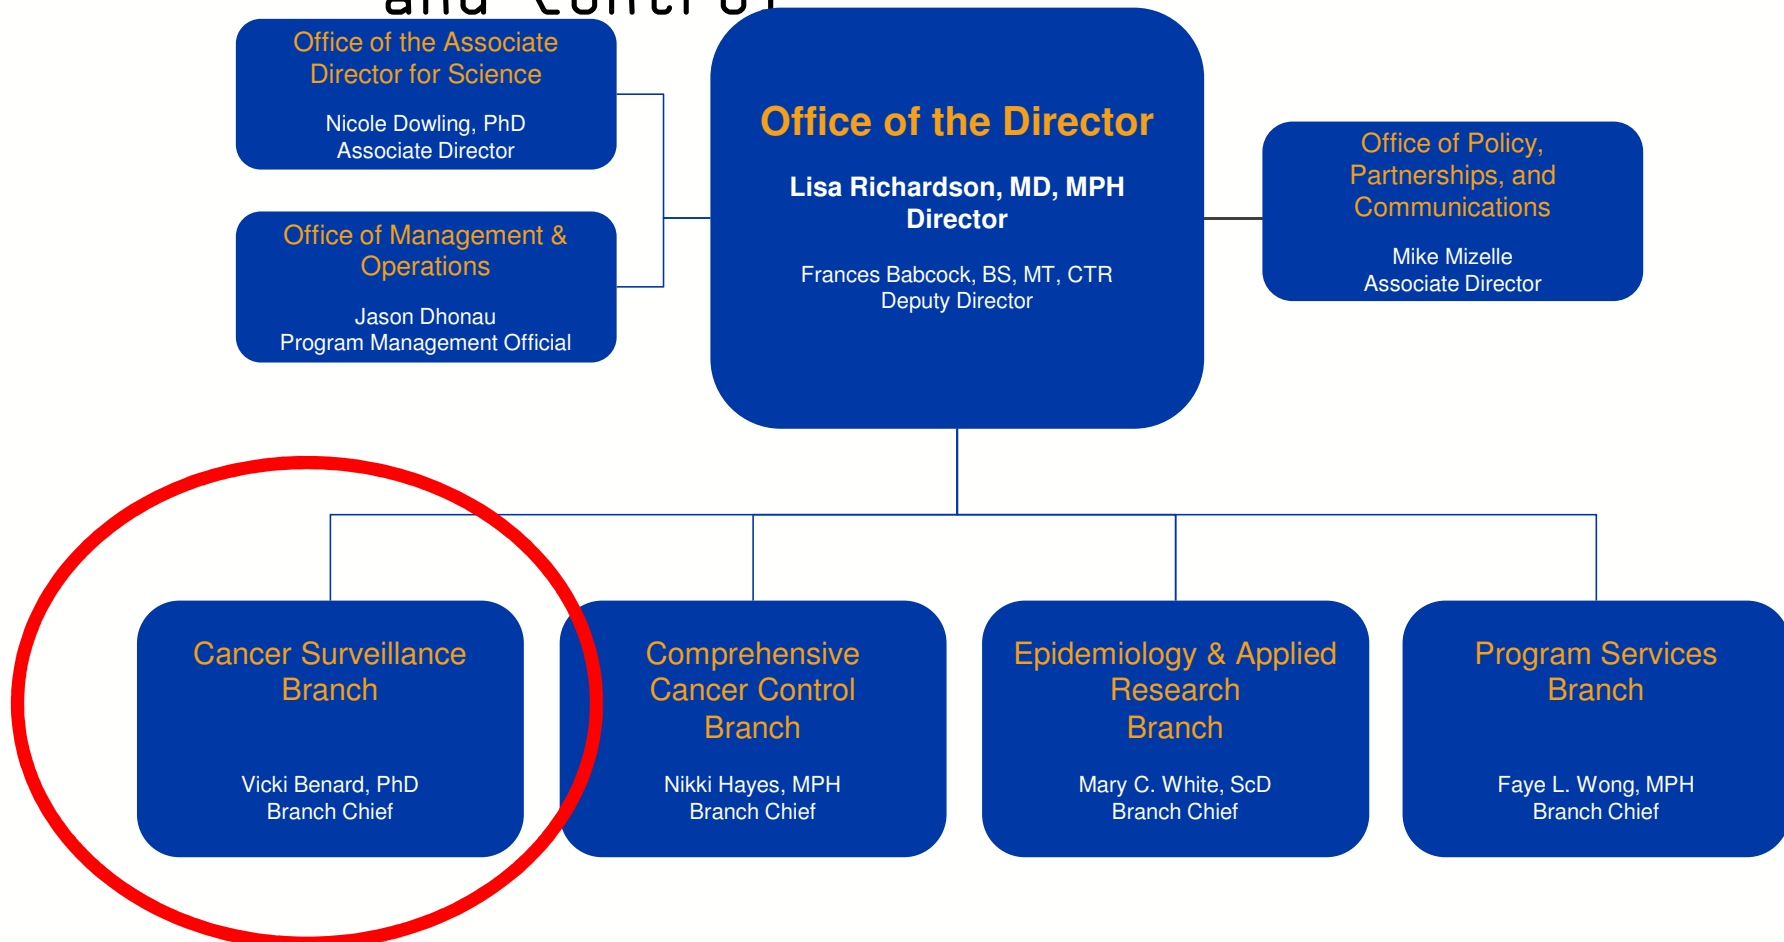 and Control
Office of the Associate
Director for Science
Nicole Dowling, PhD
Associate Director
Office of Management &
Operations
Jason Dhonau
Program Management Official
Office of the Director
Lisa Richardson, MD, MPH
Director
Frances Babcock, BS, MT, CTR
Deputy Director
Office of Policy,
Partnerships, and
Communications
Mike Mizelle
Associate Director
Cancer Surveillance
Branch
Vicki Benard, PhD
Branch Chief
Comprehensive
Cancer Control
Branch
Nikki Hayes, MPH
Branch Chief
Epidemiology & Applied
Research
Branch
Mary C. White, ScD
Branch Chief
Program Services
Branch
Faye L. Wong, MPH
Branch Chief